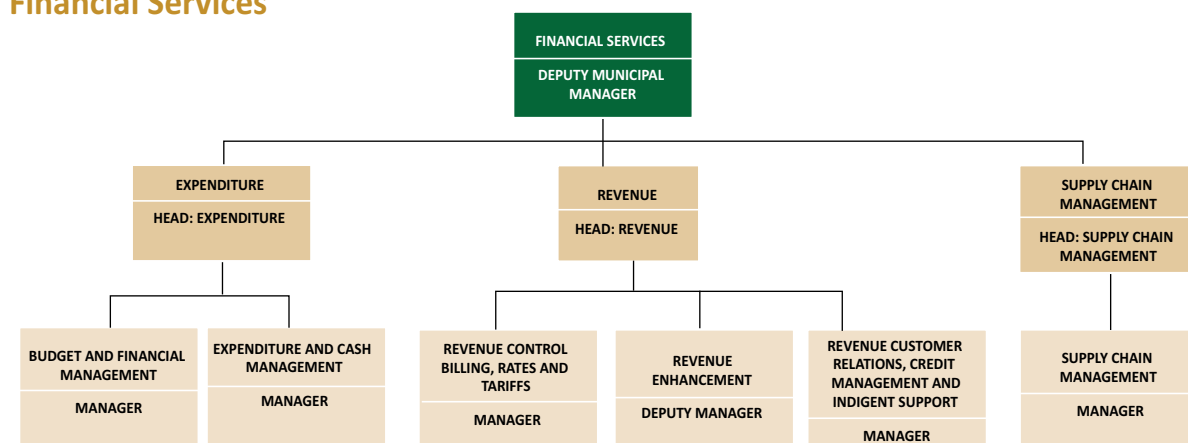 Financial Services
FINANCIAL SERVICES
DEPUTY MUNICIPAL
MANAGER
EXPENDITURE
HEAD: EXPENDITURE
REVENUE
HEAD: REVENUE
SUPPLY CHAIN
MANAGEMENT
HEAD: SUPPLY CHAIN
MANAGEMENT
BUDGET AND FINANCIAL
MANAGEMENT
MANAGER
EXPENDITURE AND CASH
MANAGEMENT
MANAGER
REVENUE CONTROL
BILLING, RATES AND
TARIFFS
MANAGER
REVENUE
ENHANCEMENT
DEPUTY MANAGER
REVENUE CUSTOMER
RELATIONS, CREDIT
MANAGEMENT AND
INDIGENT SUPPORT
MANAGER
SUPPLY CHAIN
MANAGEMENT
MANAGER